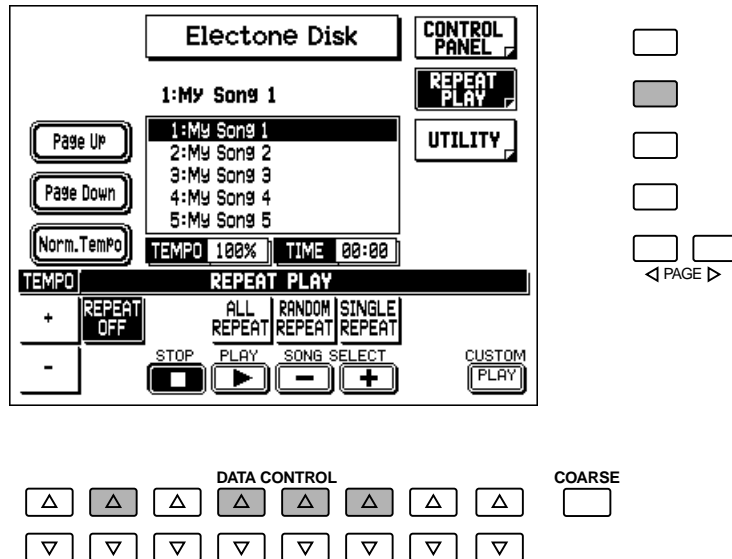 Electone Disk
CONTROL
PANEL
1:My Song 1
REPEAT
PLAY
Page Up
1:My Song 1
UTILITY
2:My Song 2
3:My Song 3
Page Down
4:My Song 4
5:My Song 5
Norm.Tempo
TEMPO 100% TIME 00:00
PAGE
TEMPO REPEAT PLAY
+ REPEAT
OFF
ALL
REPEAT
RANDOM
REPEAT
SINGLE
REPEAT
- STOP PLAY SONG SELECT CUSTOM
- + PLAY
DATA CONTROL COARSE